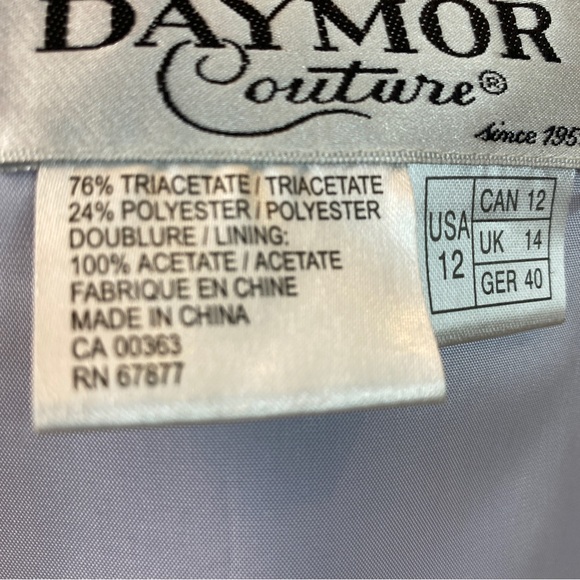 DAYMOR
Couture®
since 195
76% TRIACETATE / TRIACETATE
24% POLYESTER / POLYESTER
DOUBLURE / LINING:
100% ACETATE / ACETATE
FABRIQUE EN CHINE
MADE IN CHINA
CA 00363
RN 67877
USA 12
CAN 12
UK 14
GER 40